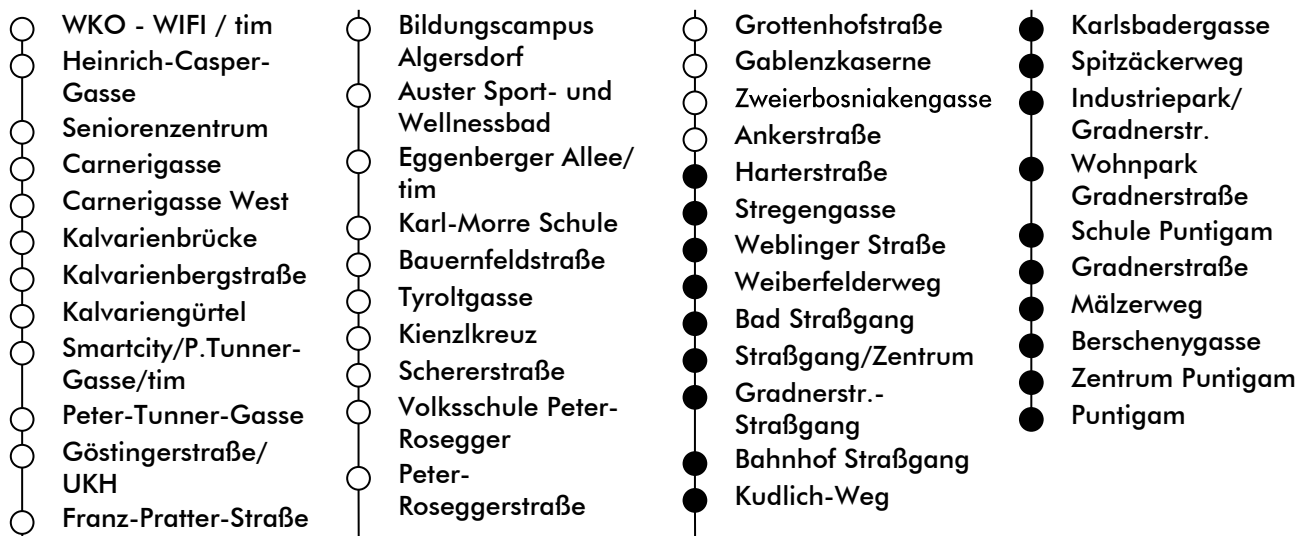 WKO - WIFI / tim
Heinrich-Casper-
Gasse
Seniorenzentrum
Carnerigasse
Carnerigasse West
Kalvarienbrücke
Kalvarienbergstraße
Kalvariengürtel
Smartcity/P.Tunner-
Gasse/tim
Peter-Tunner-Gasse
Göstingerstraße/
UKH
Franz-Pratter-Straße
Bildungscampus
Algersdorf
Auster Sport- und
Wellnessbad
Eggenberger Allee/
tim
Karl-Morre Schule
Bauernfeldstraße
Tyroltgasse
Kienzlkreuz
Schererstraße
Volksschule Peter-
Rosegger
Peter-
Roseggerstraße
Grottenhofstraße
Gablenzkaserne
Zweierbosniakengasse
Ankerstraße
Harterstraße
Stregengasse
Weblinger Straße
Weiberfelderweg
Bad Straßgang
Straßgang/Zentrum
Gradnerstr.-
Straßgang
Bahnhof Straßgang
Kudlich-Weg
Karlsbadergasse
Spitzäckerweg
Industriepark/
Gradnerstr.
Wohnpark
Gradnerstraße
Schule Puntigam
Gradnerstraße
Mälzerweg
Berschenygasse
Zentrum Puntigam
Puntigam